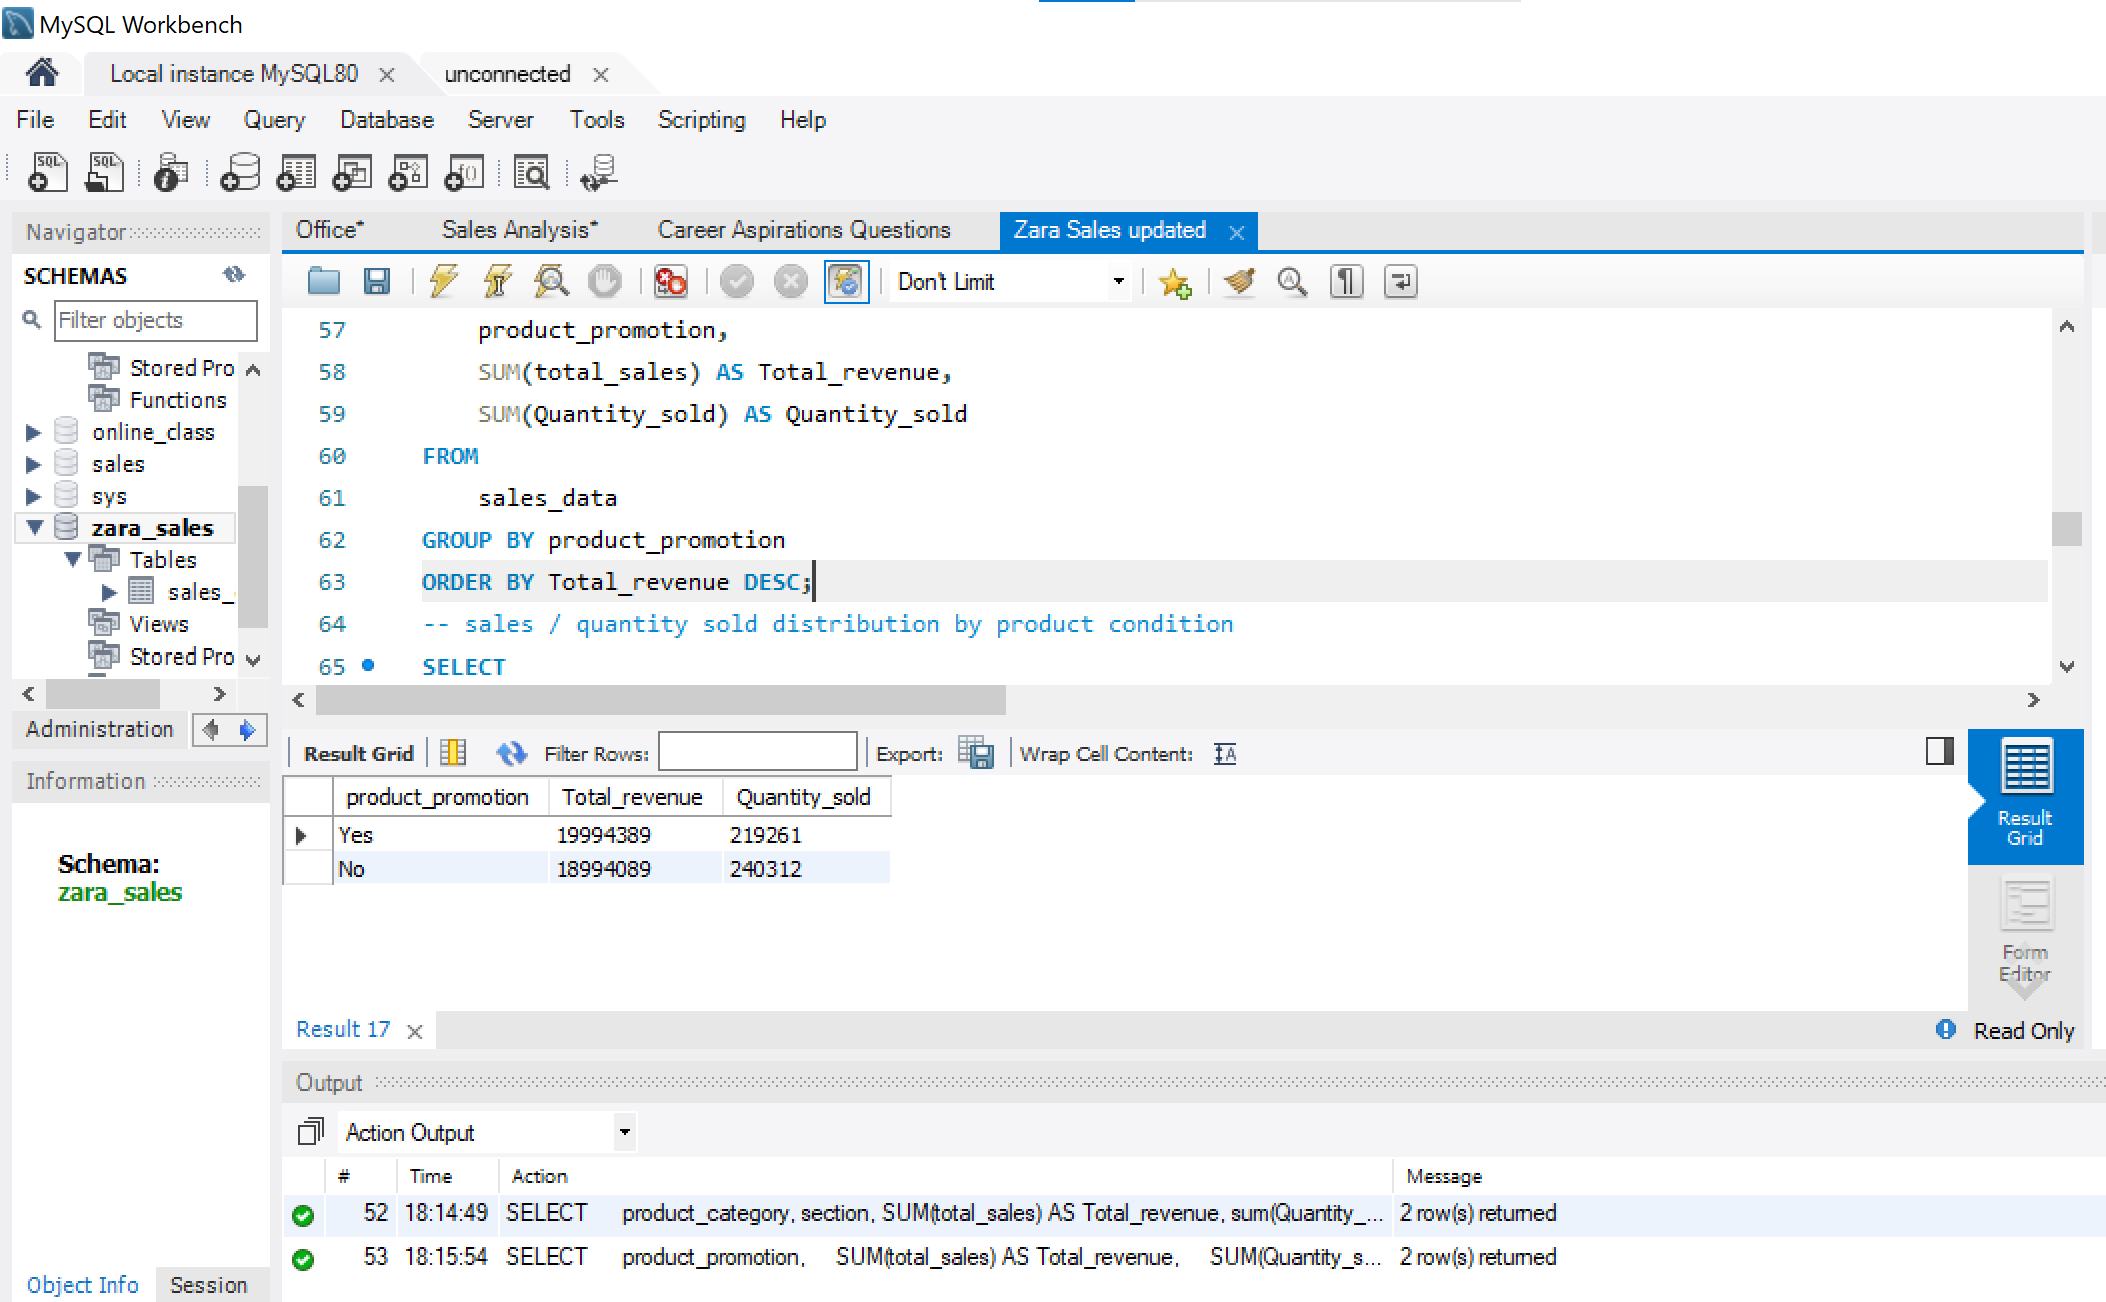 MySQL Workbench
Local instance MySQL80
unconnected
File Edit View Query Database Server Tools Scripting Help
Navigator
SCHEMAS
Filter objects
Stored Pro
Functions
online_class
sales
sys
zara_sales
Tables
sales_
Views
Stored Pro
Administration
Information
Schema:
zara_sales
Object Info Session
Office* Sales Analysis* Career Aspirations Questions Zara Sales updated
Don't Limit
57 product_promotion,
58 SUM(total_sales) AS Total_revenue,
59 SUM(Quantity_sold) AS Quantity_sold
60 FROM
61 sales_data
62 GROUP BY product_promotion
63 ORDER BY Total_revenue DESC;
64 -- sales / quantity sold distribution by product condition
65 SELECT
Result Grid Filter Rows: Export: Wrap Cell Content:
product_promotion Total_revenue Quantity_sold
Yes 19994389 219261
No 18994089 240312
Result Grid
Form Editor
Result 17
Read Only
Output
Action Output
# Time Action Message
52 18:14:49 SELECT product_category, section, SUM(total_sales) AS Total_revenue, sum(Quantity_... 2 row(s) returned
53 18:15:54 SELECT product_promotion, SUM(total_sales) AS Total_revenue, SUM(Quantity_s... 2 row(s) returned